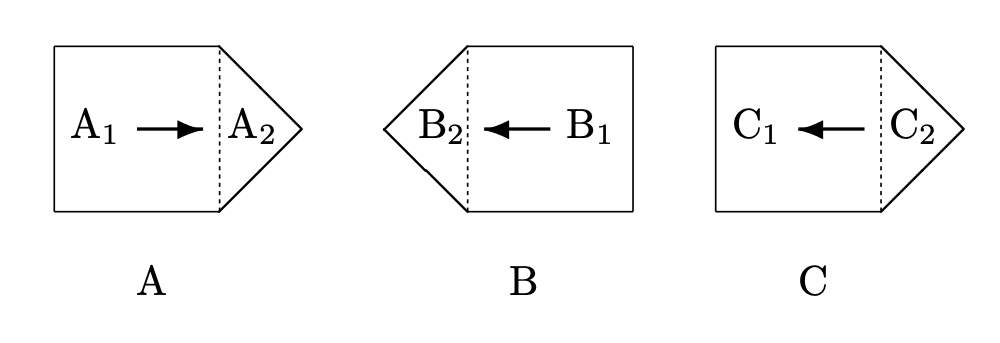 A₁ → A₂ B₂ ← B₁ C₁ ← C₂
A B C